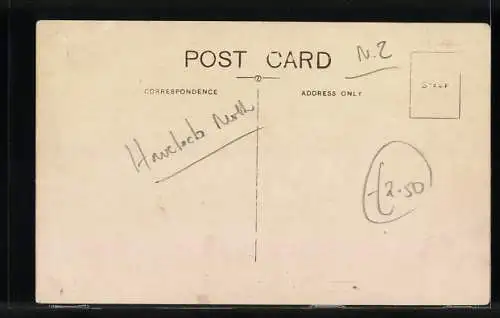 POST CARD
N.Z
CORRESPONDENCE
ADDRESS ONLY
STAMP
Havelock North
£2.50